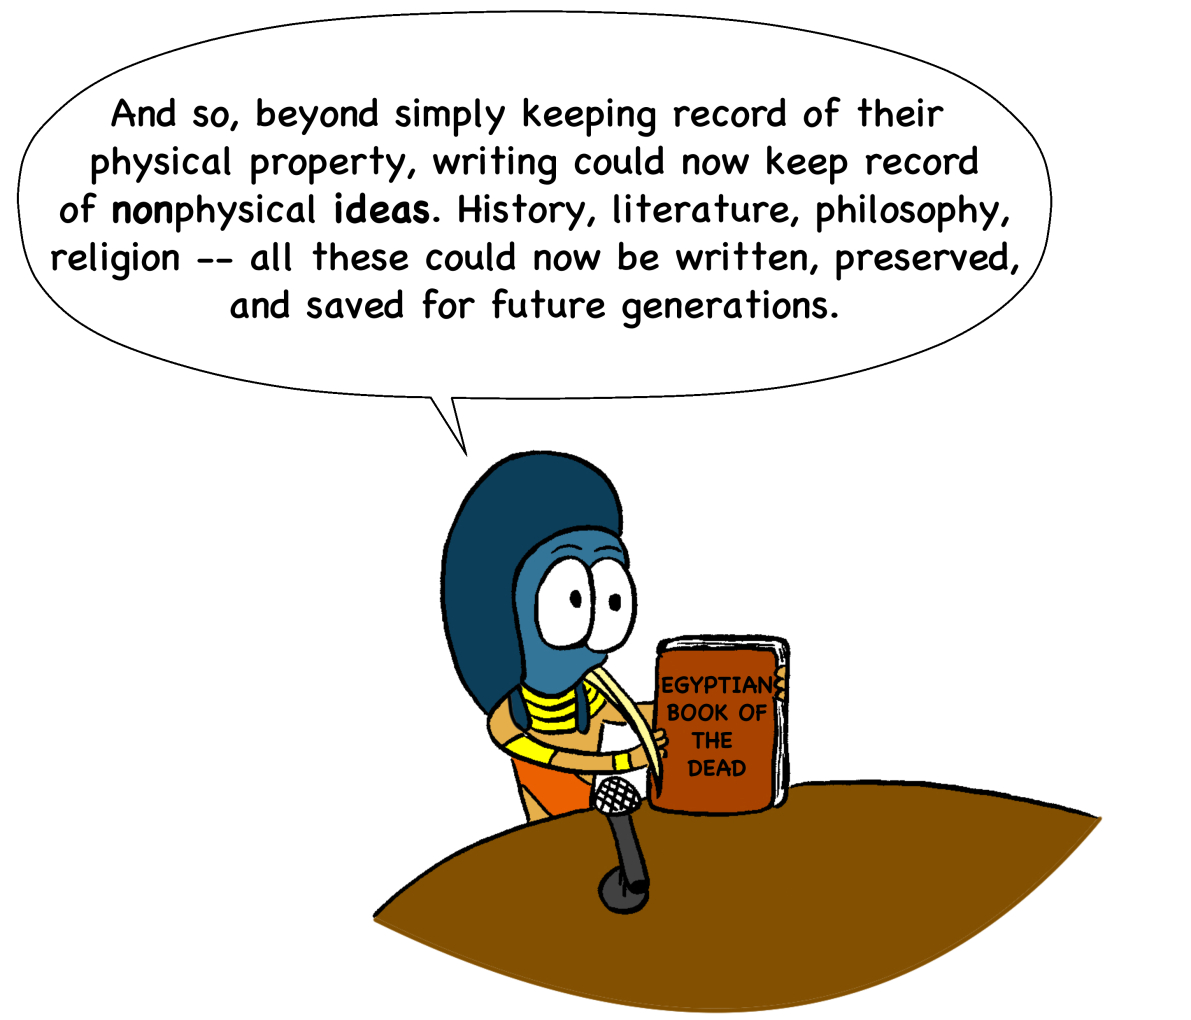 And so, beyond simply keeping record of their
physical property, writing could now keep record
of nonphysical ideas. History, literature, philosophy,
religion -- all these could now be written, preserved,
and saved for future generations.
EGYPTIAN
BOOK OF
THE
DEAD